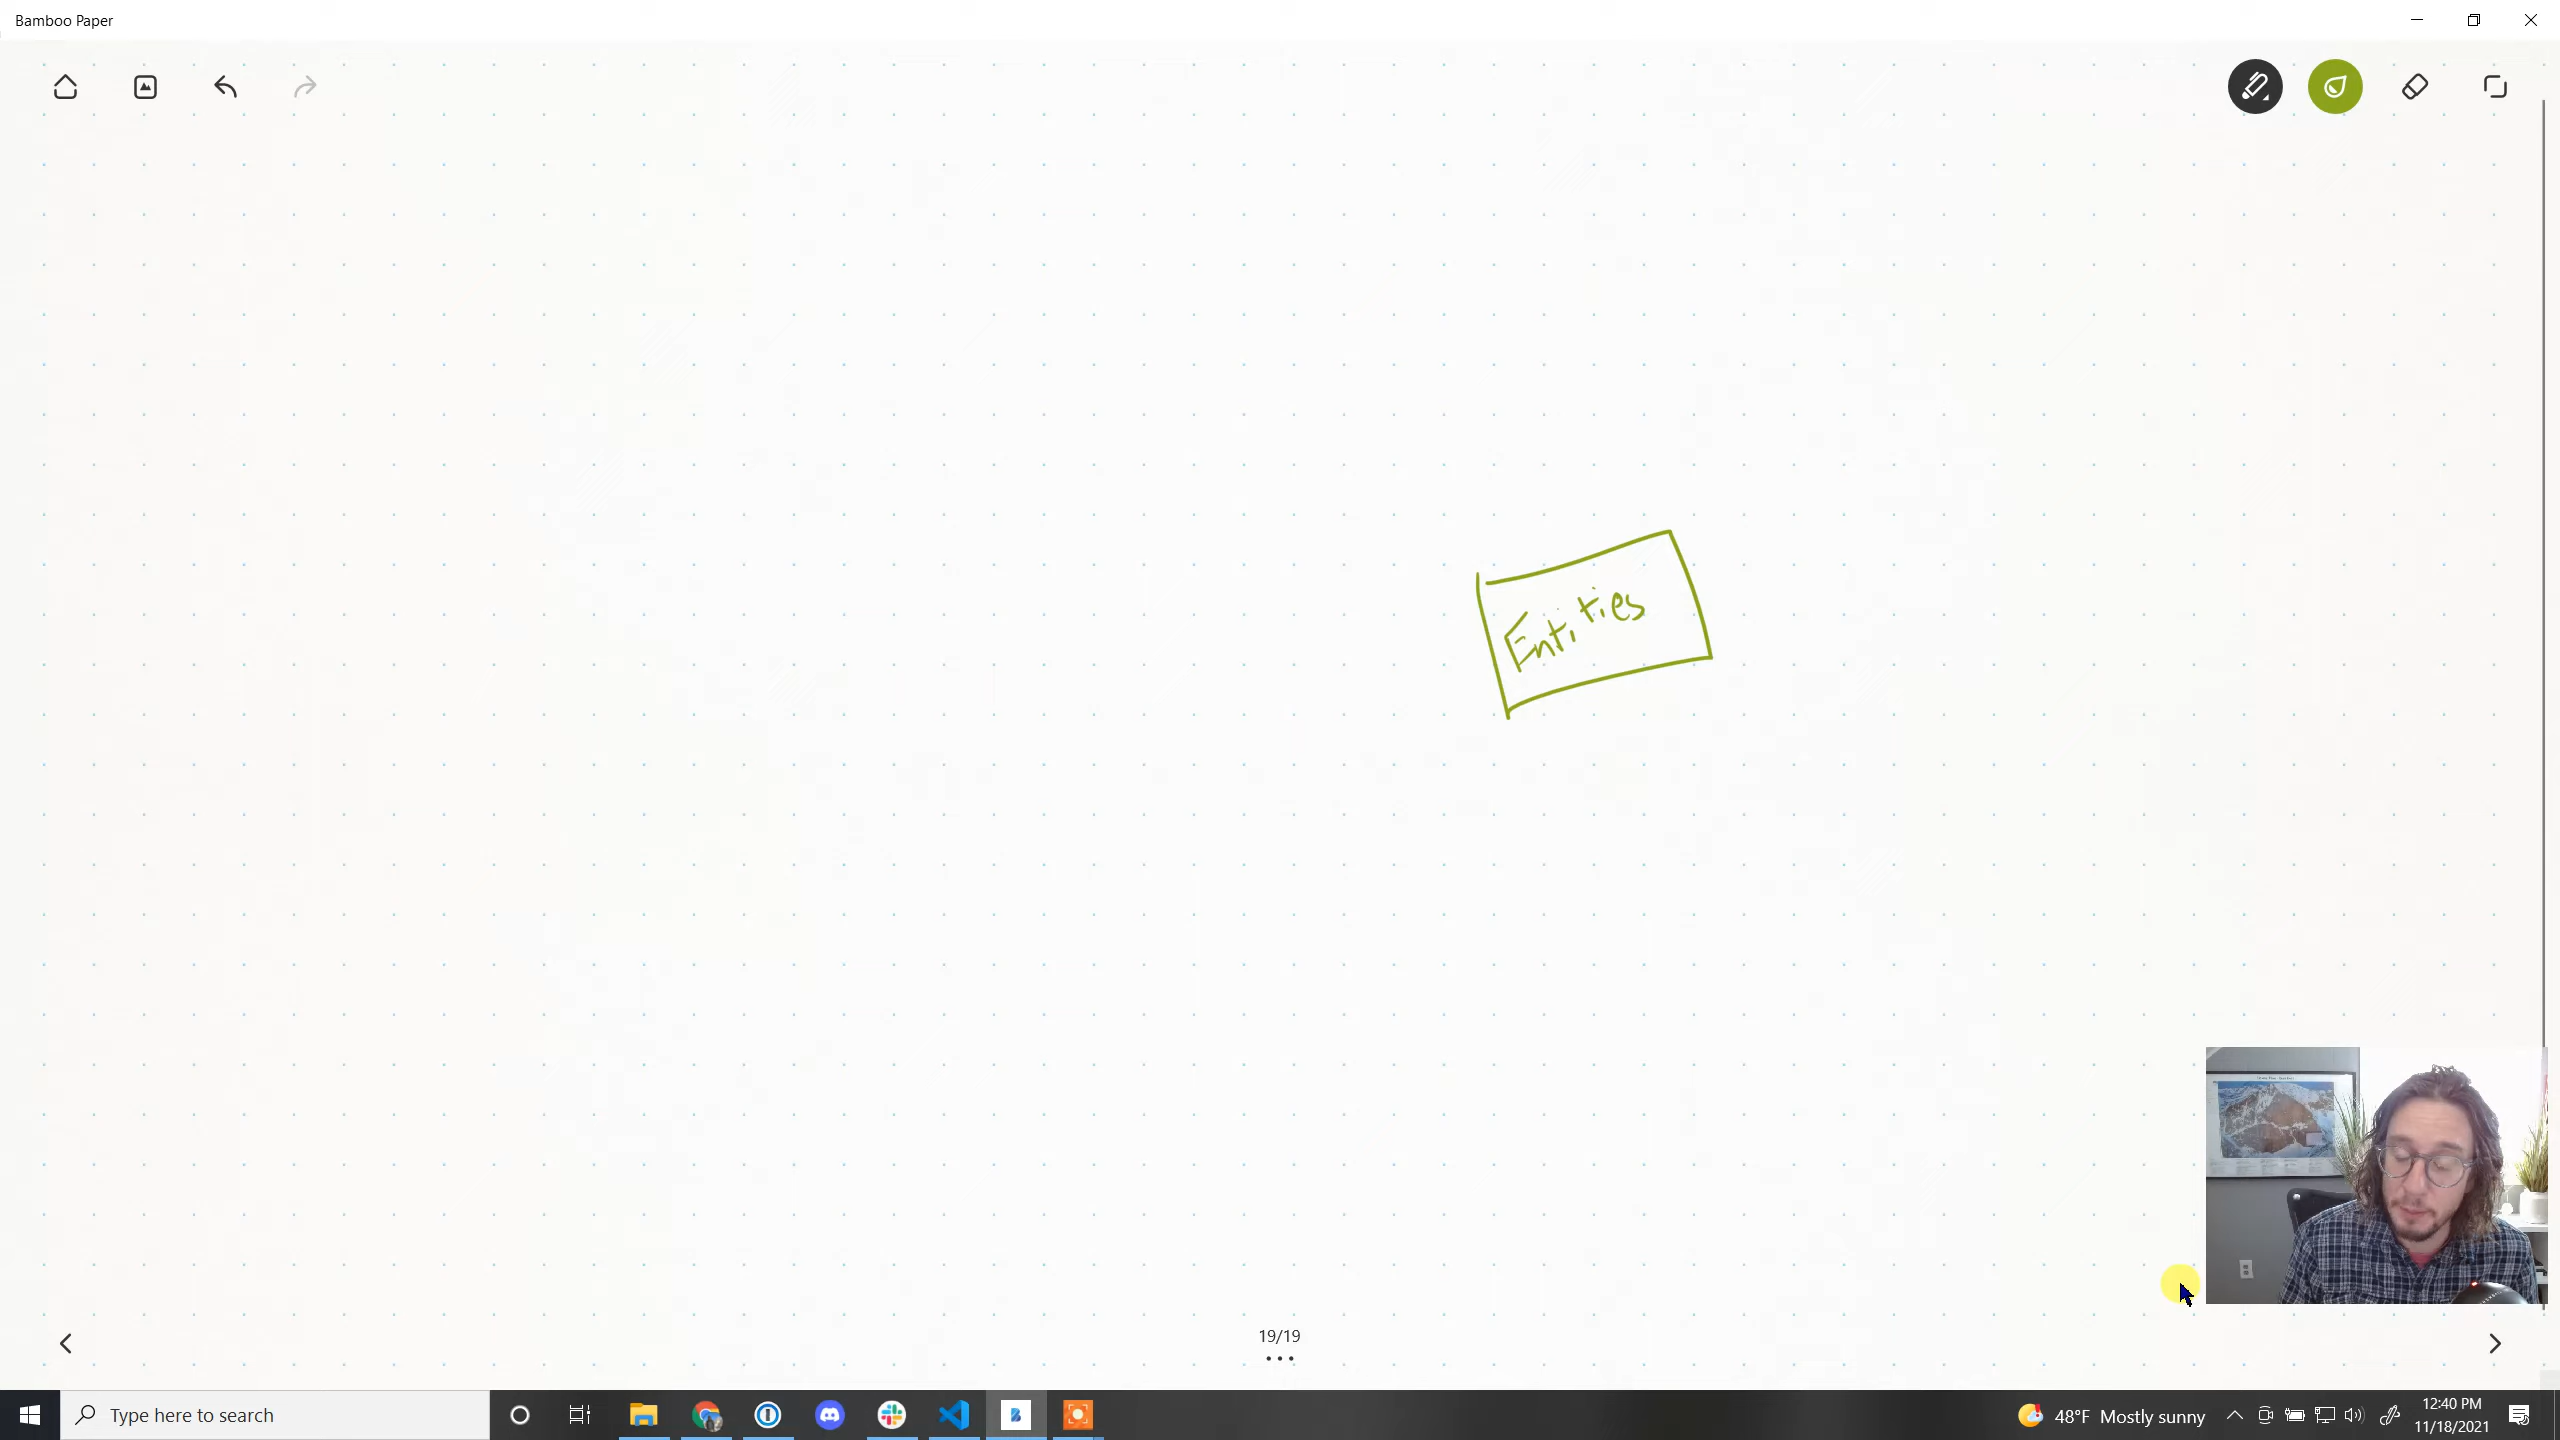 Bamboo Paper
Entities
19/19
Type here to search
48°F Mostly sunny
12:40 PM
11/18/2021